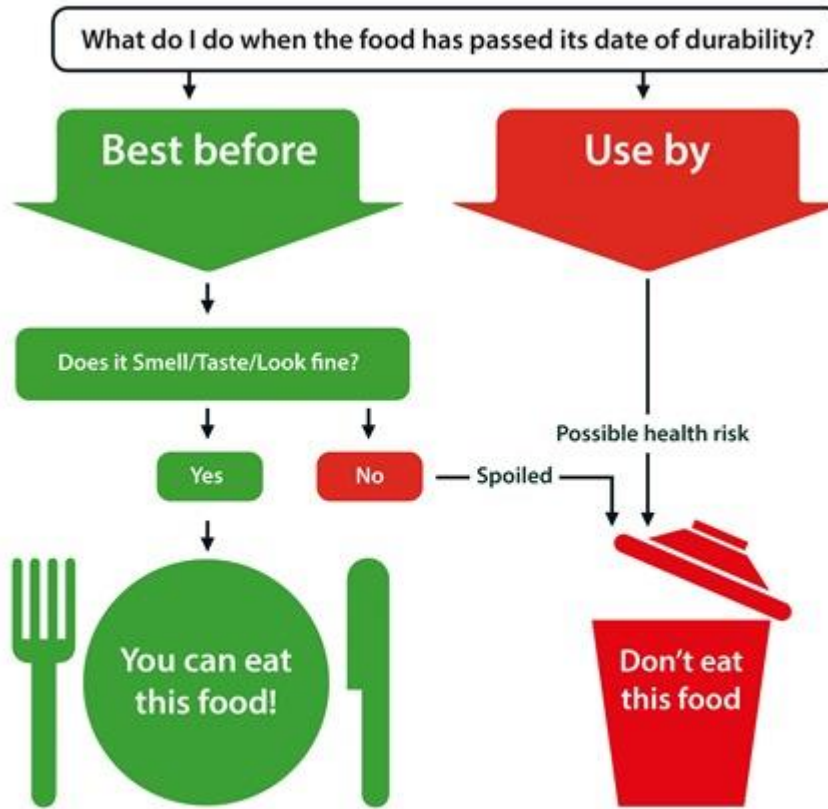 What do I do when the food has passed its date of durability?
Best before
Use by
Does it Smell/Taste/Look fine?
Possible health risk
Yes
No
Spoiled
You can eat
this food!
Don't eat
this food